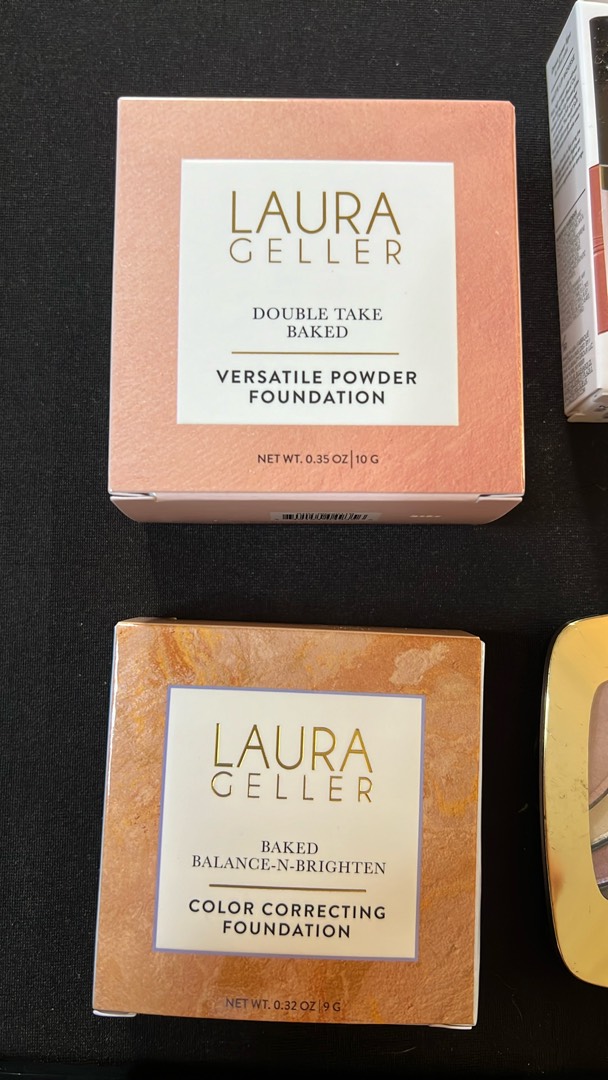 LAURA
GELLER
DOUBLE TAKE
BAKED
VERSATILE POWDER
FOUNDATION
NET WT. 0.35 OZ | 10 G
LAURA
GELLER
BAKED
BALANCE-N-BRIGHTEN
COLOR CORRECTING
FOUNDATION
NET WT. 0.32 OZ | 9 G